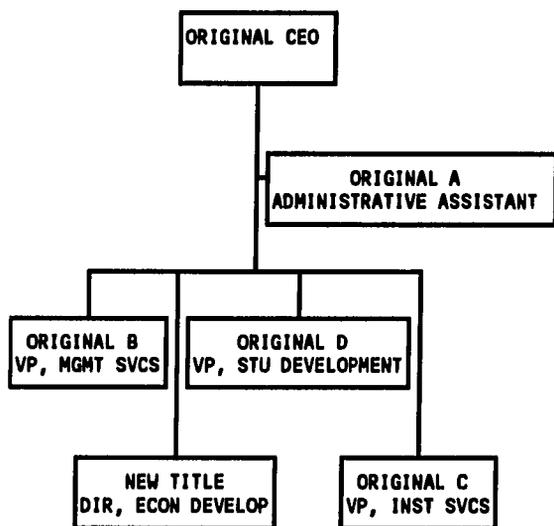 ORIGINAL CEO
ORIGINAL A
ADMINISTRATIVE ASSISTANT
ORIGINAL B
VP, MGMT SVCS
ORIGINAL D
VP, STU DEVELOPMENT
NEW TITLE
DIR, ECON DEVELOP
ORIGINAL C
VP, INST SVCS